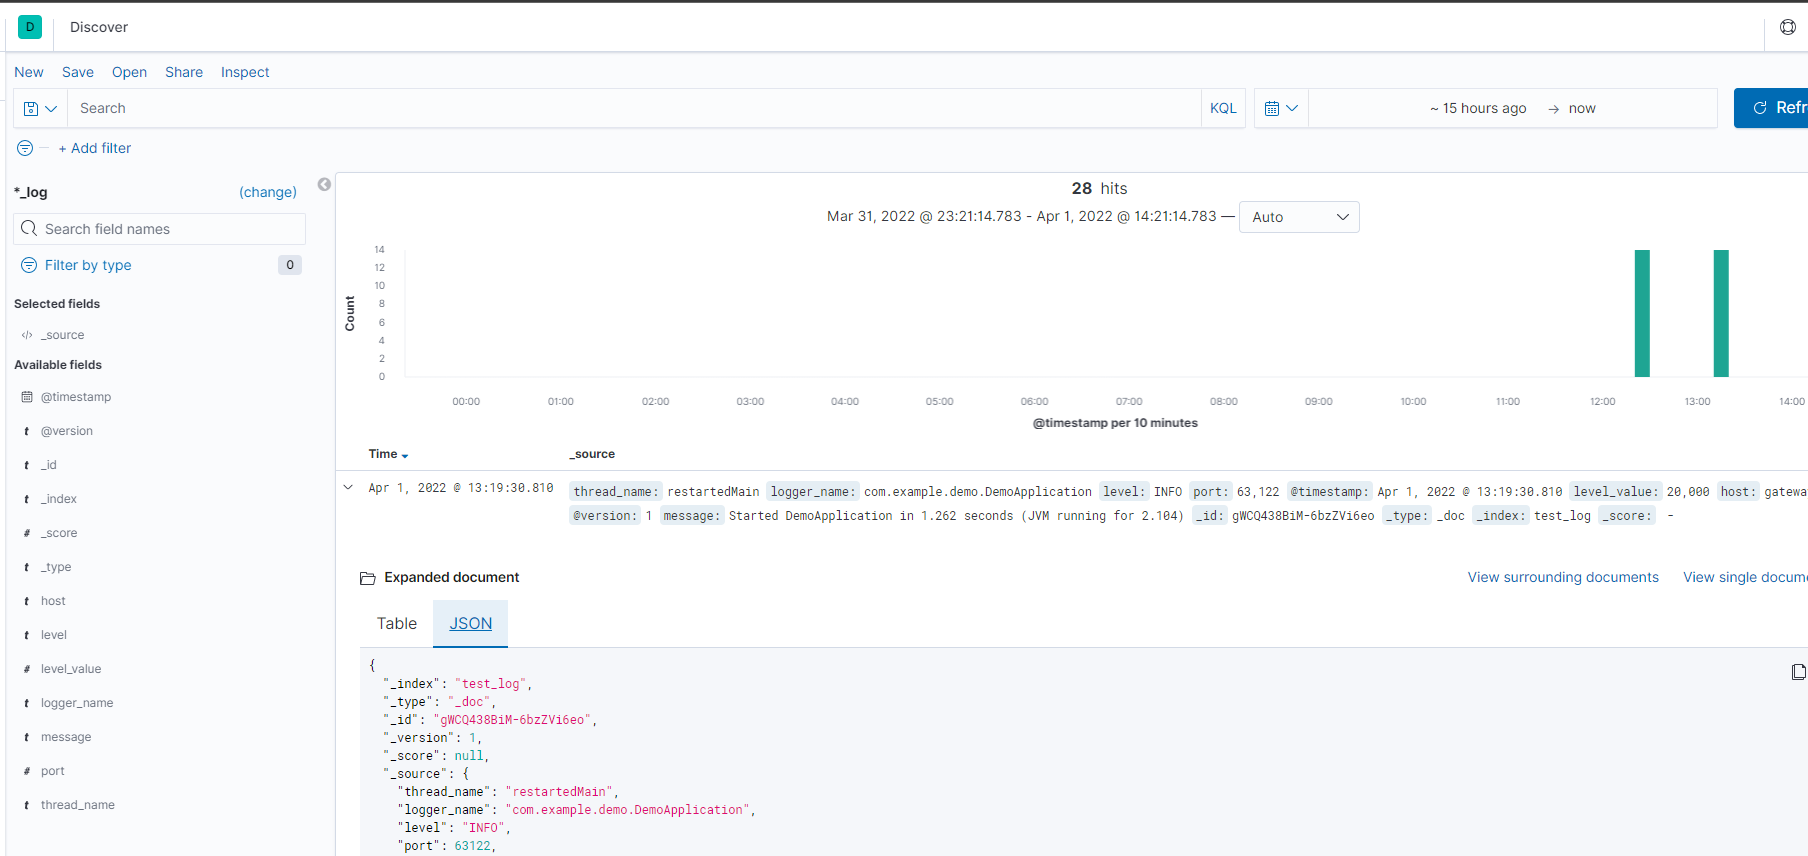 D Discover
New Save Open Share Inspect
Search KQL ~ 15 hours ago → now Refr
+ Add filter
*_log (change)
Search field names
Filter by type 0
Selected fields
_source
Available fields
@timestamp
t @version
t _id
t _index
# _score
t _type
t host
t level
# level_value
t logger_name
t message
# port
t thread_name
28 hits
Mar 31, 2022 @ 23:21:14.783 - Apr 1, 2022 @ 14:21:14.783 — Auto
Count
14
12
10
8
6
4
2
0
00:00 01:00 02:00 03:00 04:00 05:00 06:00 07:00 08:00 09:00 10:00 11:00 12:00 13:00 14:00
@timestamp per 10 minutes
Time _source
Apr 1, 2022 @ 13:19:30.810 thread_name: restartedMain logger_name: com.example.demo.DemoApplication level: INFO port: 63,122 @timestamp: Apr 1, 2022 @ 13:19:30.810 level_value: 20,000 host: gatewa
@version: 1 message: Started DemoApplication in 1.262 seconds (JVM running for 2.104) _id: gWCQ438BiM-6bzZVi6eo _type: _doc _index: test_log _score: -
Expanded document View surrounding documents View single docum
Table JSON
{
"_index": "test_log",
"_type": "_doc",
"_id": "gWCQ438BiM-6bzZVi6eo",
"_version": 1,
"_score": null,
"_source": {
"thread_name": "restartedMain",
"logger_name": "com.example.demo.DemoApplication",
"level": "INFO",
"port": 63122,